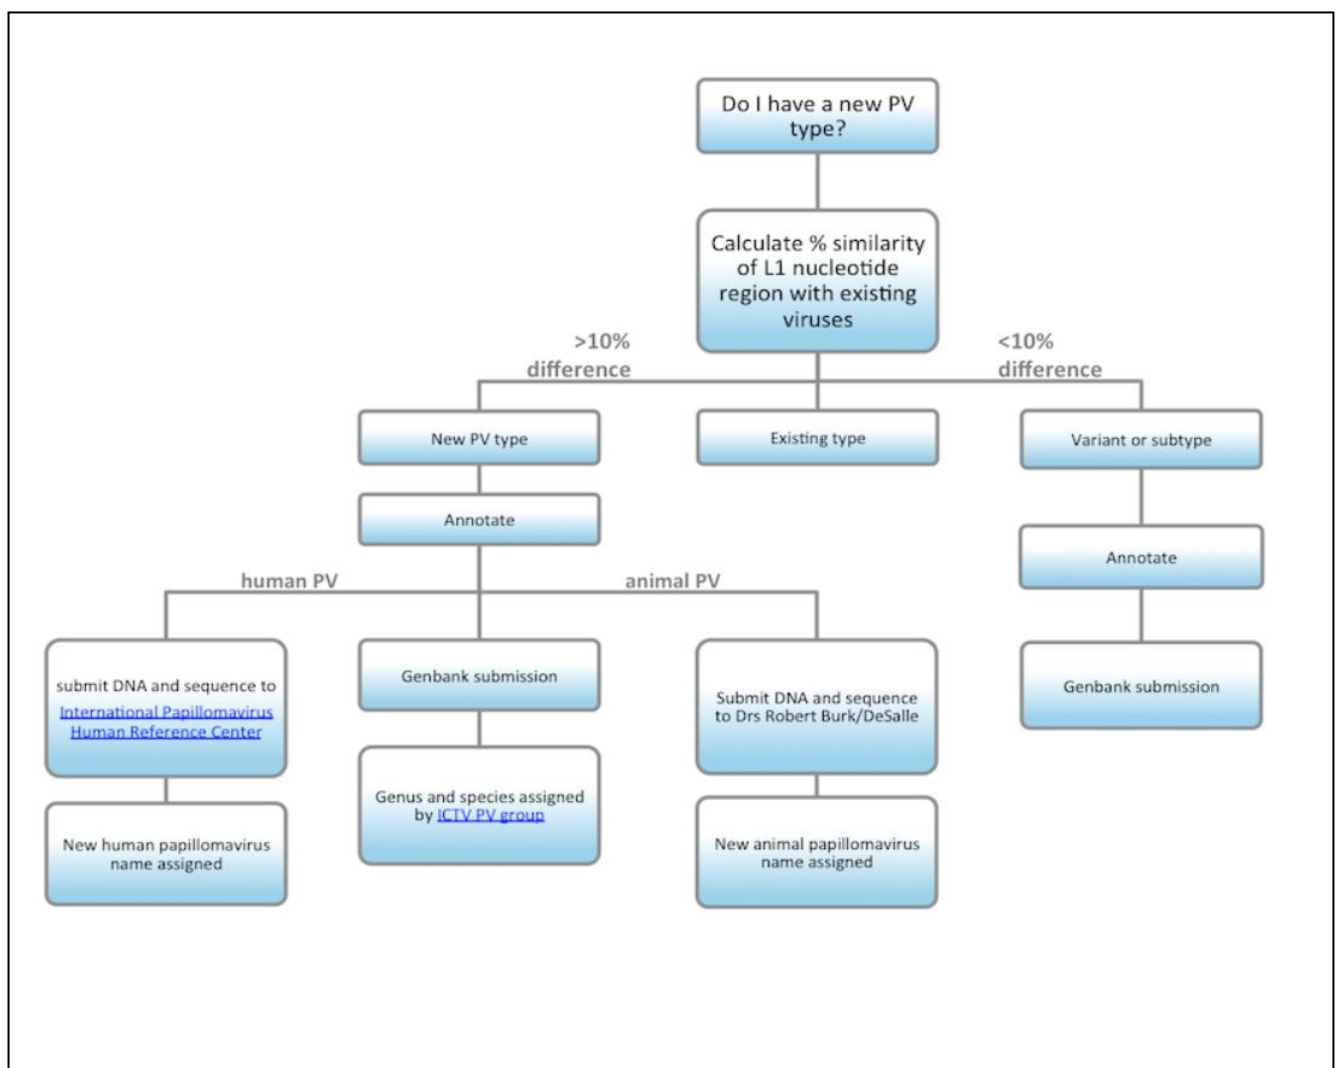 Do I have a new PV
type?
Calculate % similarity
of L1 nucleotide
region with existing
viruses
>10%
difference
<10%
difference
New PV type
Existing type
Variant or subtype
Annotate
Annotate
human PV
animal PV
submit DNA and sequence to
International Papillomavirus
Human Reference Center
Genbank submission
Submit DNA and sequence
to Drs Robert Burk/DeSalle
Genbank submission
Genus and species assigned
by ICTV PV group
New human papillomavirus
name assigned
New animal papillomavirus
name assigned